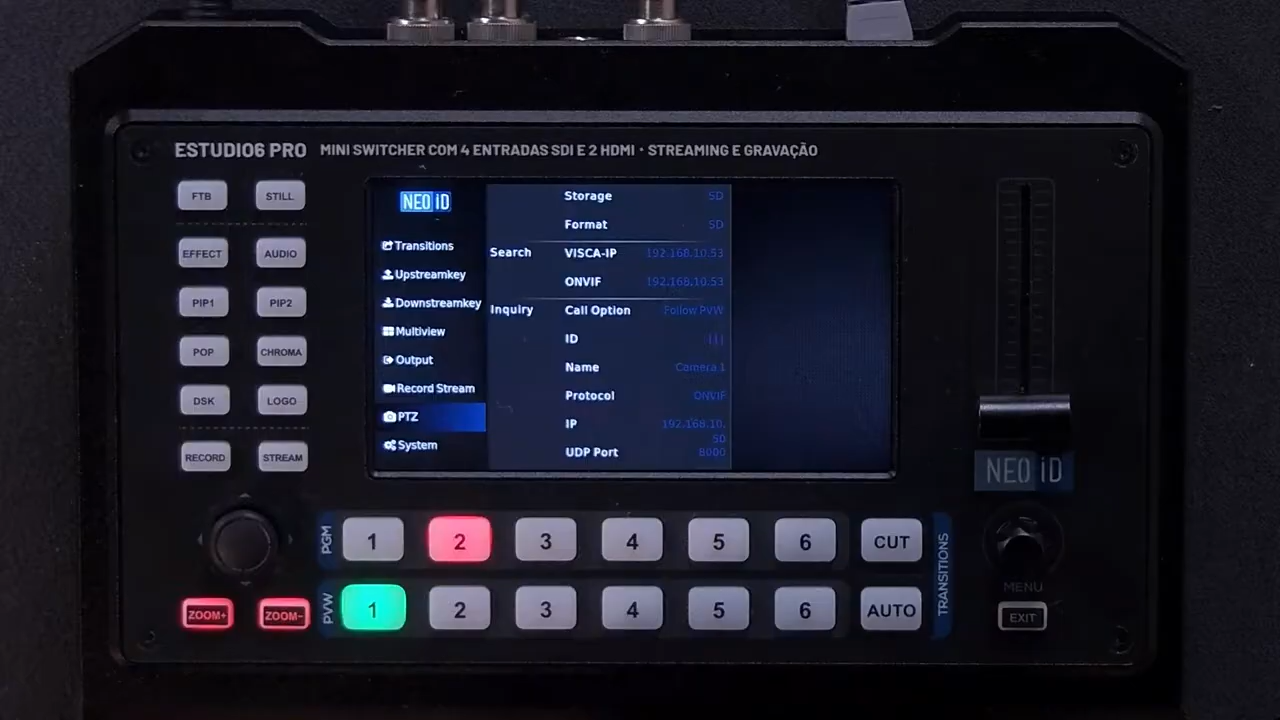 ESTUDIO6 PRO MINI SWITCHER COM 4 ENTRADAS SDI E 2 HDMI • STREAMING E GRAVAÇÃO
FTB STILL
EFFECT AUDIO
PIP1 PIP2
POP CHROMA
DSK LOGO
RECORD STREAM
ZOOM+ ZOOM-
NEO iD
Transitions
Upstreamkey
Downstreamkey
Multiview
Output
Record Stream
PTZ
System
Storage SD
Format SD
Search VISCA-IP 192.168.10.53
ONVIF 192.168.10.53
Inquiry Call Option Follow PVW
ID
Name Camera 1
Protocol ONVIF
IP 192.168.10.
50
UDP Port 8000
PGM 1 2 3 4 5 6 CUT
PVW 1 2 3 4 5 6 AUTO
TRANSITIONS
NEO iD
MENU
EXIT